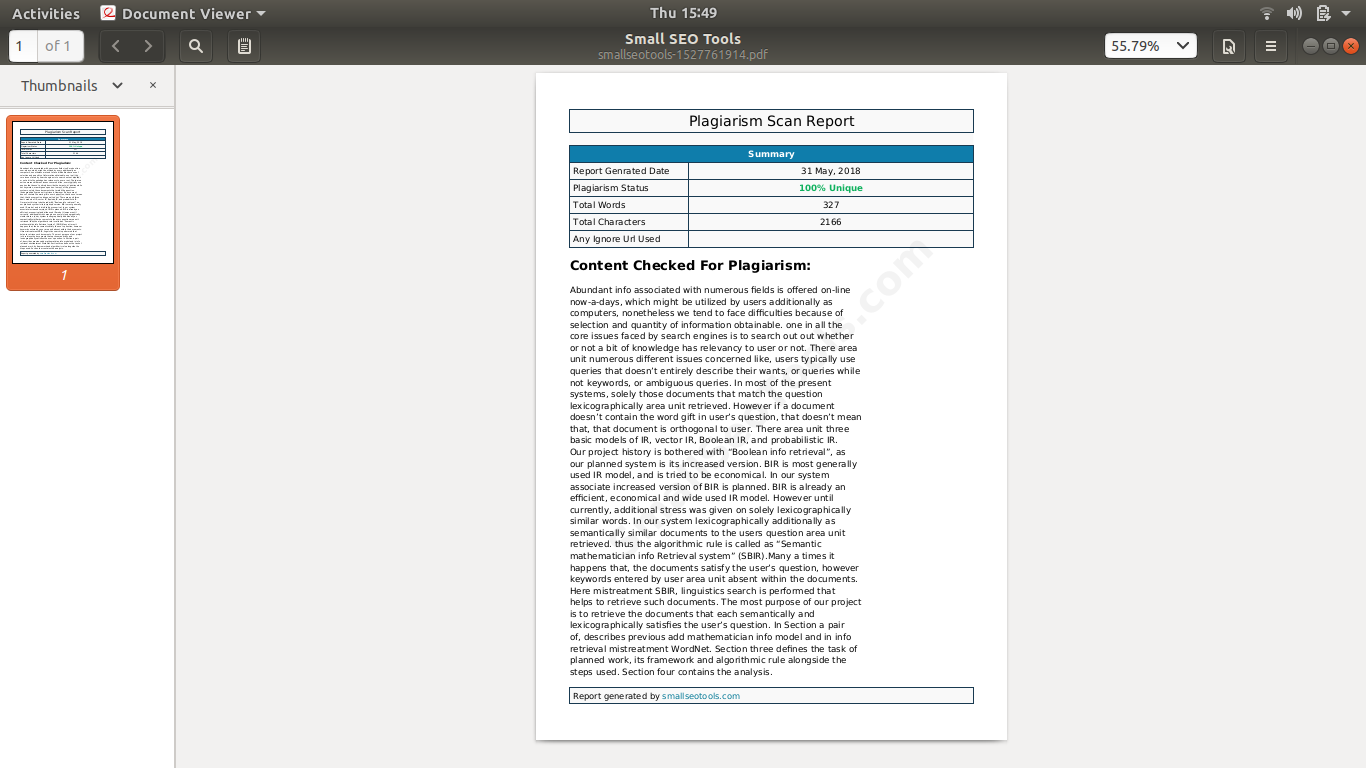 Activities Document Viewer Thu 15:49
1 of 1 Small SEO Tools 55.79%
smallseotools-1527761914.pdf
Thumbnails
1
Plagiarism Scan Report
Summary
Report Genrated Date 31 May, 2018
Plagiarism Status 100% Unique
Total Words 327
Total Characters 2166
Any Ignore Url Used
Content Checked For Plagiarism:
Abundant info associated with numerous fields is offered on-line
now-a-days, which might be utilized by users additionally as
computers, nonetheless we tend to face difficulties because of
selection and quantity of information obtainable. one in all the
core issues faced by search engines is to search out out whether
or not a bit of knowledge has relevancy to user or not. There area
unit numerous different issues concerned like, users typically use
queries that doesn't entirely describe their wants, or queries while
not keywords, or ambiguous queries. In most of the present
systems, solely those documents that match the question
lexicographically area unit retrieved. However if a document
doesn't contain the word gift in user's question, that doesn't mean
that, that document is orthogonal to user. There area unit three
basic models of IR, vector IR, Boolean IR, and probabilistic IR.
Our project history is bothered with “Boolean info retrieval”, as
our planned system is its increased version. BIR is most generally
used IR model, and is tried to be economical. In our system
associate increased version of BIR is planned. BIR is already an
efficient, economical and wide used IR model. However until
currently, additional stress was given on solely lexicographically
similar words. In our system lexicographically additionally as
semantically similar documents to the users question area unit
retrieved. thus the algorithmic rule is called as “Semantic
mathematician info Retrieval system” (SBIR).Many a times it
happens that, the documents satisfy the user's question, however
keywords entered by user area unit absent within the documents.
Here mistreatment SBIR, linguistics search is performed that
helps to retrieve such documents. The most purpose of our project
is to retrieve the documents that each semantically and
lexicographically satisfies the user's question. In Section a pair
of, describes previous add mathematician info model and in info
retrieval mistreatment WordNet. Section three defines the task of
planned work, its framework and algorithmic rule alongside the
steps used. Section four contains the analysis.
Report generated by smallseotools.com